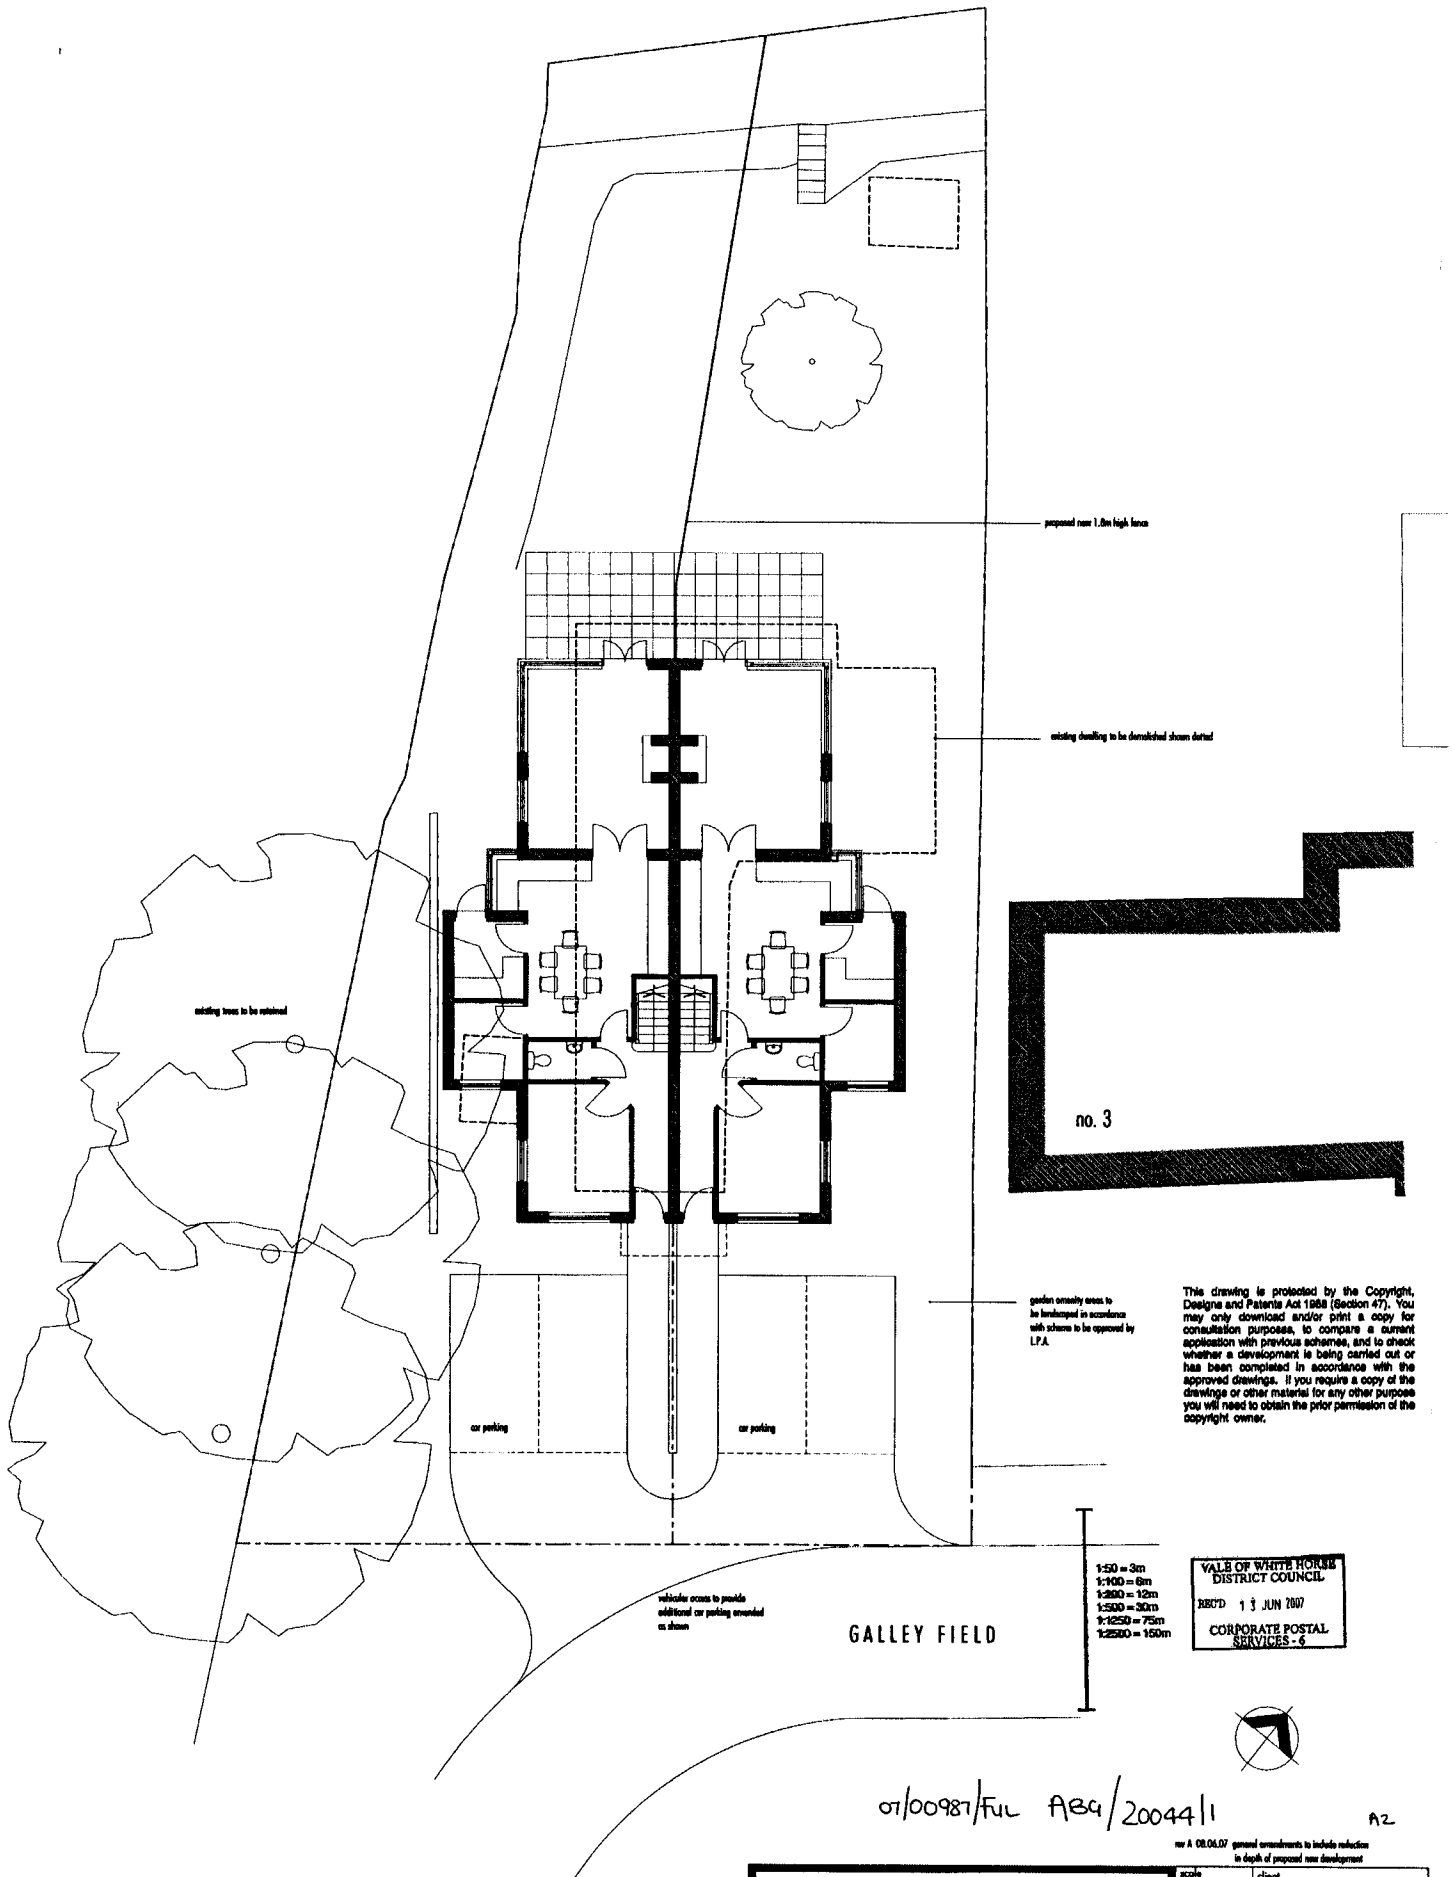 proposed new 1.8m high fence
existing dwelling to be demolished shown dotted
existing trees to be retained
no. 3
garden amenity areas to
be landscaped in accordance
with scheme to be approved by
L.P.A.
This drawing is protected by the Copyright,
Designs and Patents Act 1988 (Section 47). You
may only download and/or print a copy for
consultation purposes, to compare a current
application with previous schemes, and to check
whether a development is being carried out or
has been completed in accordance with the
approved drawings. If you require a copy of the
drawings or other material for any other purpose
you will need to obtain the prior permission of the
copyright owner.
car parking
car parking
vehicular access to provide
additional car parking amended
as shown
GALLEY FIELD
1:50 = 3m
1:100 = 6m
1:200 = 12m
1:500 = 30m
1:1250 = 75m
1:2500 = 150m
VALE OF WHITE HORSE
DISTRICT COUNCIL
REC'D 13 JUN 2007
CORPORATE POSTAL
SERVICES - 6
07/00987/FUL ABG/20044/1
A2
rev A 08.06.07 general amendments to include reduction
in depth of proposed new development
scale
client